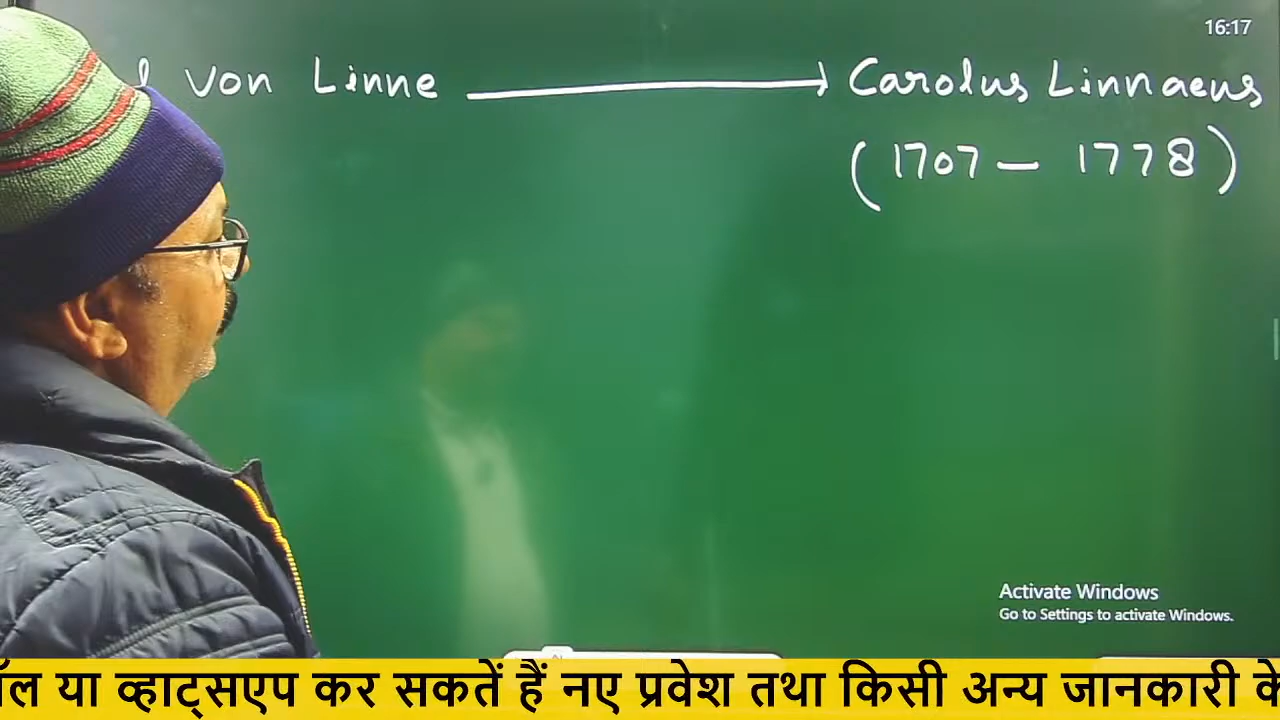 16:17
von Linne → Carolus Linnaeus
(1707 – 1778)
Activate Windows
Go to Settings to activate Windows.
या व्हाट्सएप कर सकतें हैं नए प्रवेश तथा किसी अन्य जानकारी के